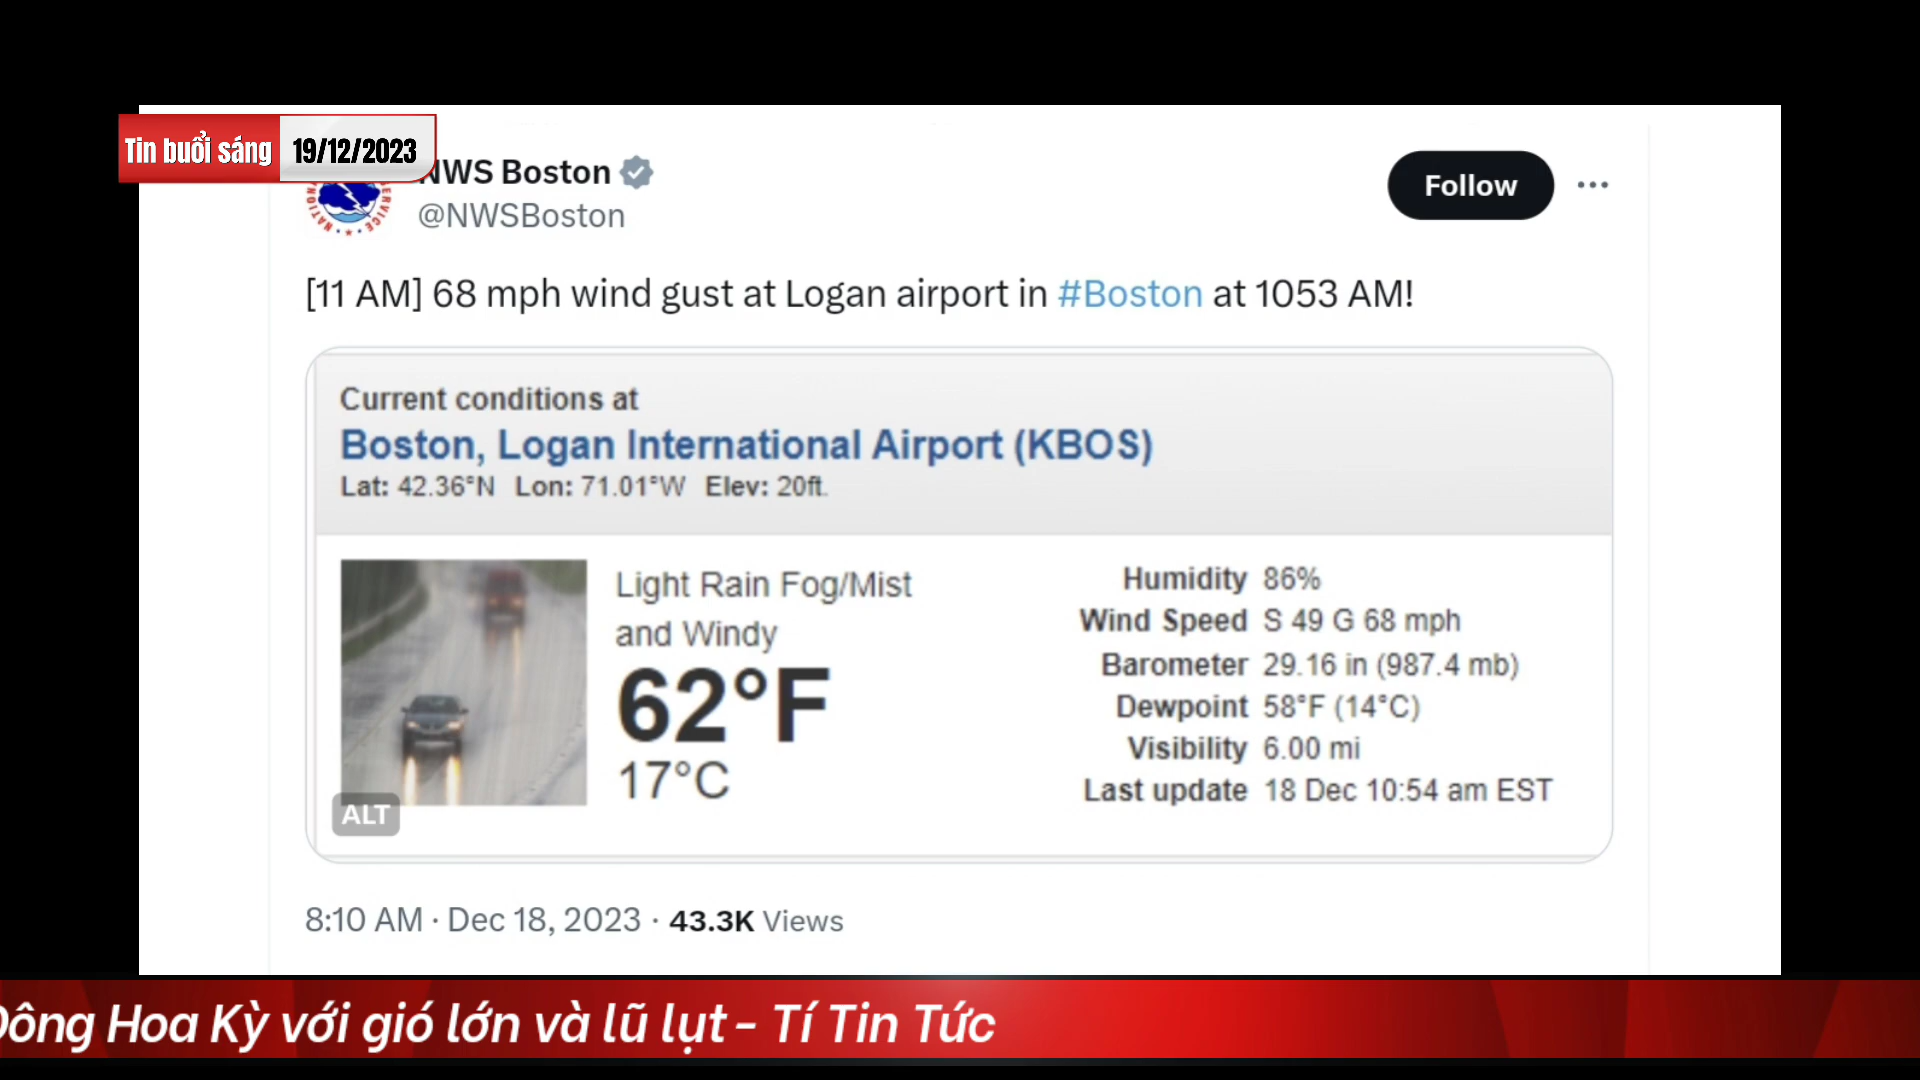 Tin buổi sáng 19/12/2023
NWS Boston
@NWSBoston
Follow
[11 AM] 68 mph wind gust at Logan airport in #Boston at 1053 AM!
Current conditions at
Boston, Logan International Airport (KBOS)
Lat: 42.36°N Lon: 71.01°W Elev: 20ft.
Light Rain Fog/Mist
and Windy
62°F
17°C
Humidity 86%
Wind Speed S 49 G 68 mph
Barometer 29.16 in (987.4 mb)
Dewpoint 58°F (14°C)
Visibility 6.00 mi
Last update 18 Dec 10:54 am EST
ALT
8:10 AM · Dec 18, 2023 · 43.3K Views
Đông Hoa Kỳ với gió lớn và lũ lụt - Tí Tin Tức